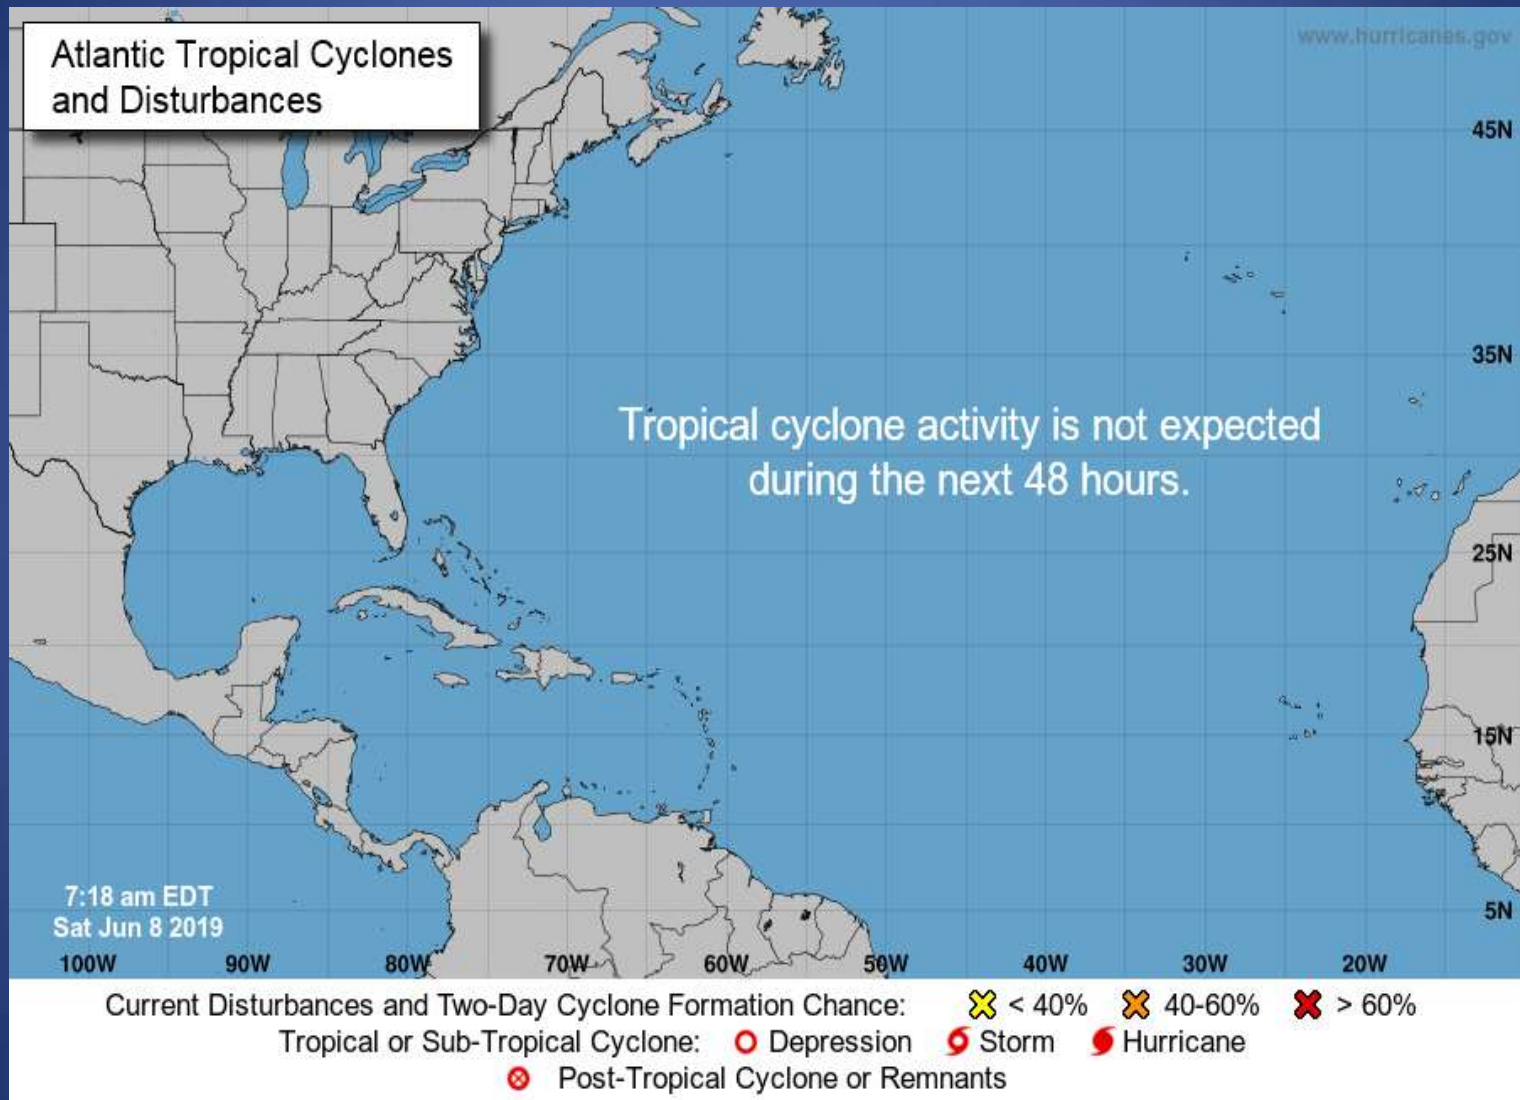 Atlantic Tropical Cyclones
and Disturbances
www.hurricanes.gov
45N
35N
Tropical cyclone activity is not expected
during the next 48 hours.
25N
15N
7:18 am EDT
Sat Jun 8 2019
5N
100W 90W 80W 70W 60W 50W 40W 30W 20W
Current Disturbances and Two-Day Cyclone Formation Chance: < 40% 40-60% > 60%
Tropical or Sub-Tropical Cyclone: Depression Storm Hurricane
Post-Tropical Cyclone or Remnants